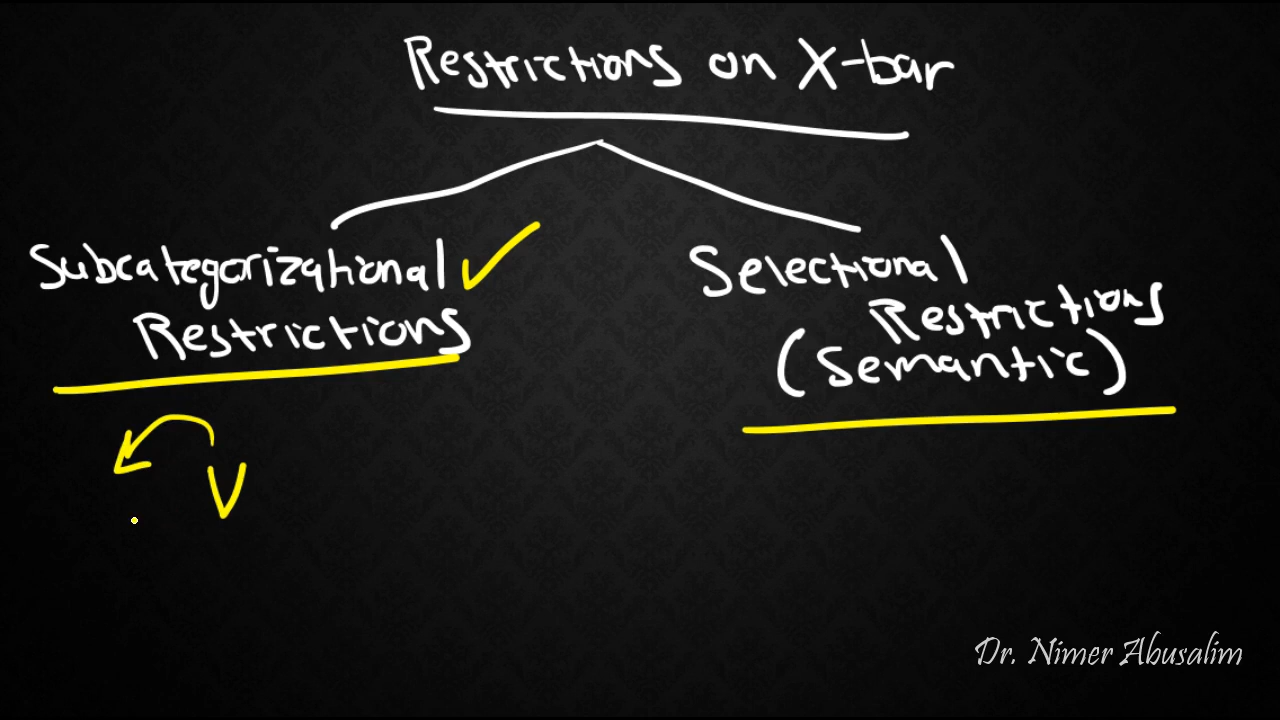 Restrictions on X-bar
Subcategorizational
Restrictions
Selectional
Restrictions
(Semantic)
V
Dr. Nimer Abusalim